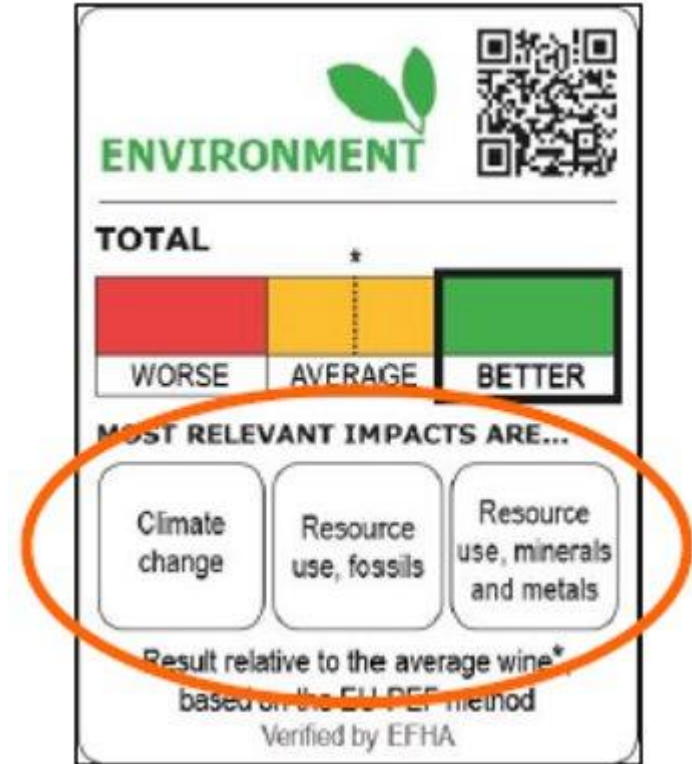 ENVIRONMENT
TOTAL
*
WORSE AVERAGE BETTER
MOST RELEVANT IMPACTS ARE...
Climate
change
Resource
use, fossils
Resource
use, minerals
and metals
Result relative to the average wine*,
based on the EU PEF method
Verified by EFHA